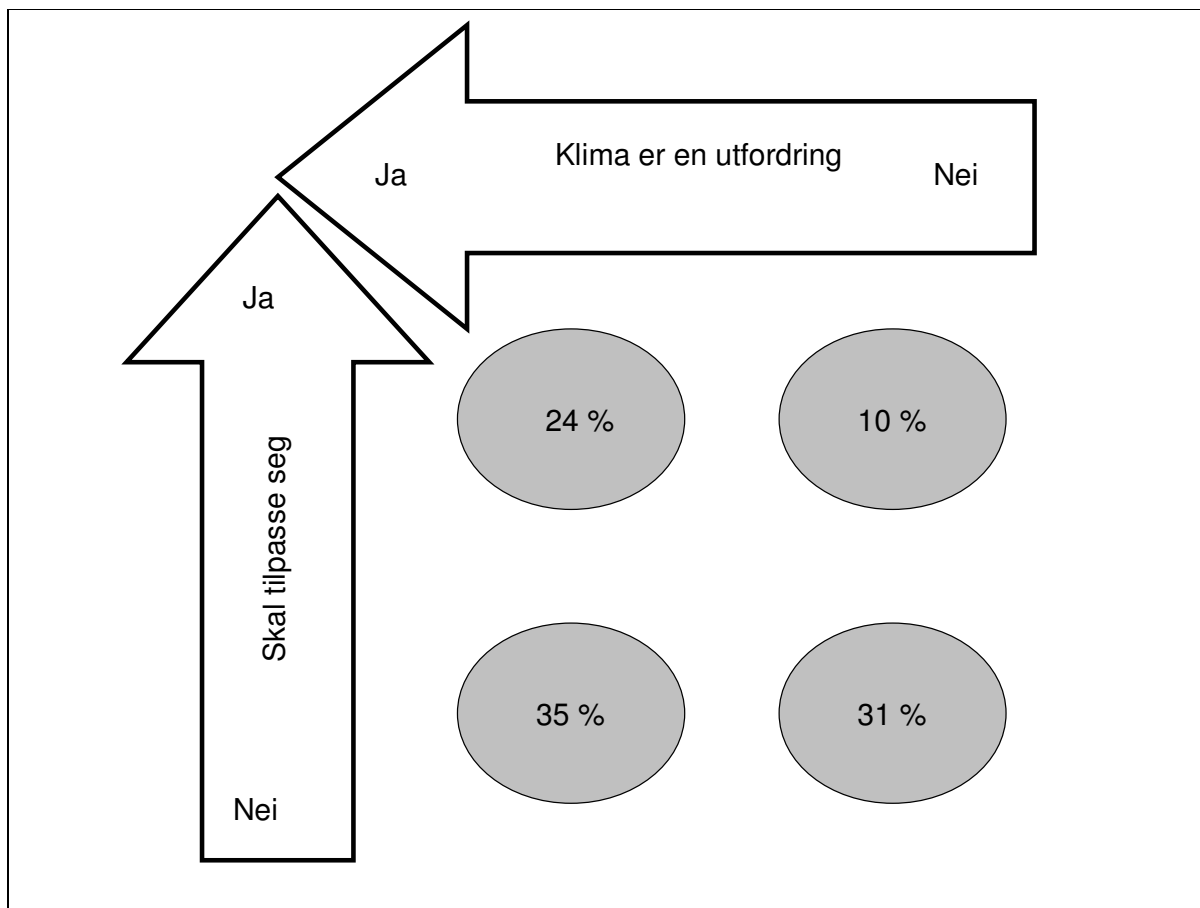 Klima er en utfordring
Ja
Nei
Ja
24 %
10 %
Skal tilpasse seg
35 %
31 %
Nei